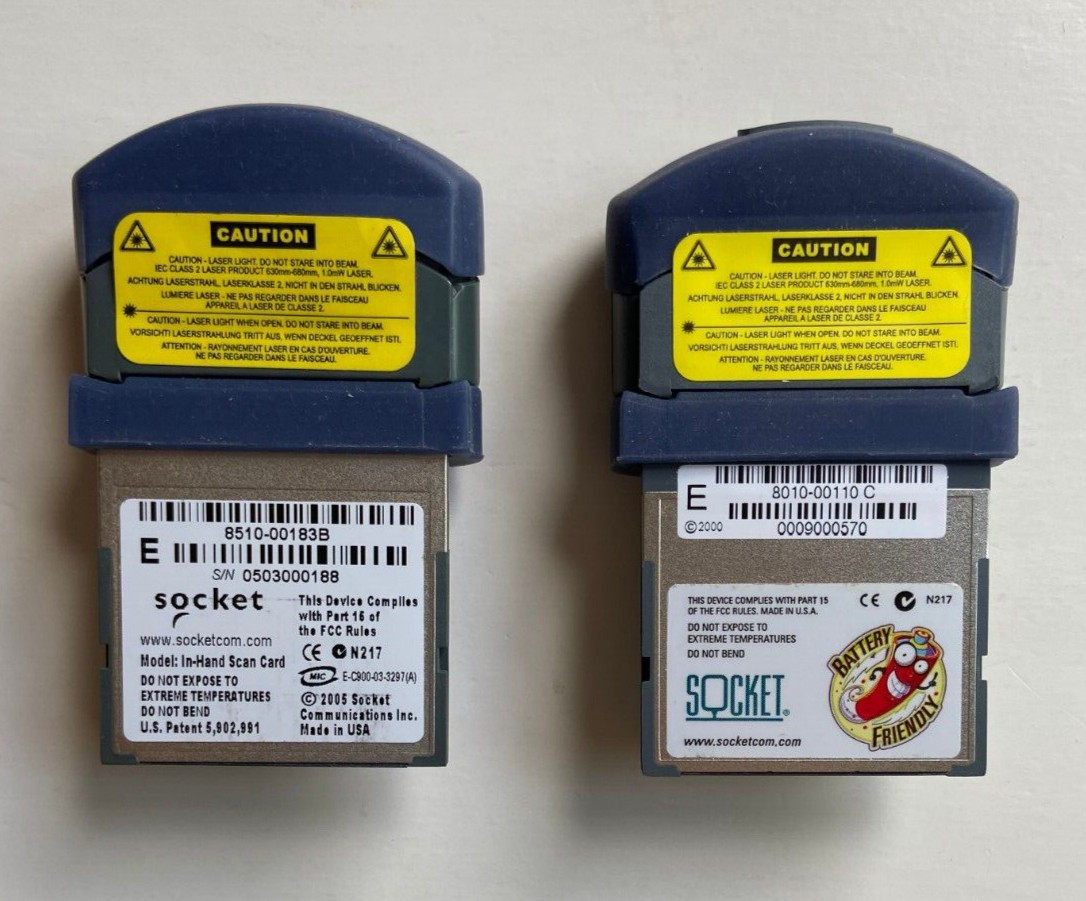 CAUTION
CAUTION - LASER LIGHT. DO NOT STARE INTO BEAM.
IEC CLASS 2 LASER PRODUCT 630mm-680mm, 1.0mW LASER.
ACHTUNG LASERSTRAHL, LASERKLASSE 2, NICHT IN DEN STRAHL BLICKEN.
LUMIERE LASER - NE PAS REGARDER DANS LE FAISCEAU
APPAREIL A LASER DE CLASSE 2.
CAUTION - LASER LIGHT WHEN OPEN. DO NOT STARE INTO BEAM.
VORSICHTI LASERSTRAHLUNG TRITT AUS, WENN DECKEL GEOEFFNET ISTI.
ATTENTION - RAYONNEMENT LASER EN CAS D'OUVERTURE.
NE PAS REGARDER DANS LE FAISCEAU.
8510-00183B
E
S/N 0503000188
socket
www.socketcom.com
Model: In-Hand Scan Card
DO NOT EXPOSE TO
EXTREME TEMPERATURES
DO NOT BEND
U.S. Patent 5,902,991
This Device Complies
with Part 15 of
the FCC Rules
CE N217
MIC E-C900-03-3297(A)
© 2005 Socket
Communications Inc.
Made in USA
CAUTION
CAUTION - LASER LIGHT. DO NOT STARE INTO BEAM.
IEC CLASS 2 LASER PRODUCT 630mm-680mm, 1.0mW LASER.
ACHTUNG LASERSTRAHL, LASERKLASSE 2, NICHT IN DEN STRAHL BLICKEN.
LUMIERE LASER - NE PAS REGARDER DANS LE FAISCEAU
APPAREIL A LASER DE CLASSE 2.
CAUTION - LASER LIGHT WHEN OPEN. DO NOT STARE INTO BEAM.
VORSICHTI LASERSTRAHLUNG TRITT AUS, WENN DECKEL GEOEFFNET ISTI.
ATTENTION - RAYONNEMENT LASER EN CAS D'OUVERTURE.
NE PAS REGARDER DANS LE FAISCEAU.
E
8010-00110 C
©2000
0009000570
THIS DEVICE COMPLIES WITH PART 15
OF THE FCC RULES. MADE IN U.S.A.
CE N217
DO NOT EXPOSE TO
EXTREME TEMPERATURES
DO NOT BEND
SOCKET®
www.socketcom.com
BATTERY
FRIENDLY